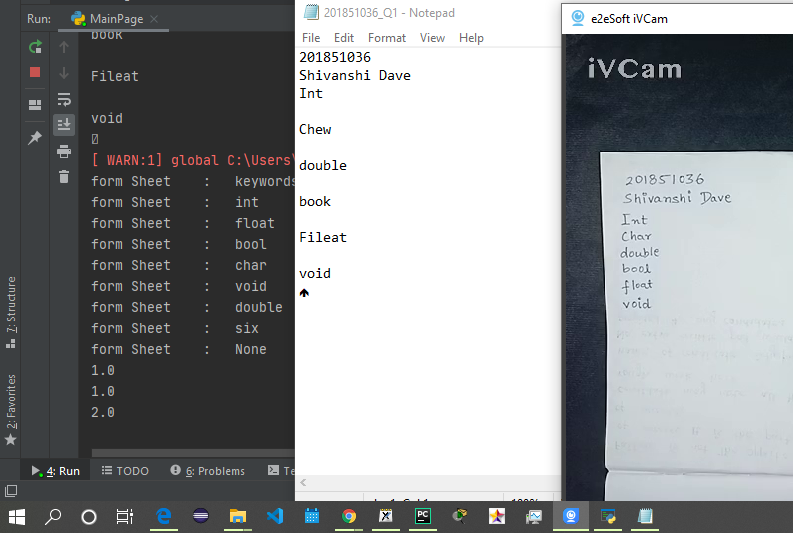 Run: MainPage
book
Fileat
void
[ WARN:1] global C:\Users\
form Sheet : keywords
form Sheet : int
form Sheet : float
form Sheet : bool
form Sheet : char
form Sheet : void
form Sheet : double
form Sheet : six
form Sheet : None
1.0
1.0
2.0
7: Structure
2: Favorites
4: Run TODO 6: Problems Te
201851036_Q1 - Notepad
File Edit Format View Help
201851036
Shivanshi Dave
Int
Chew
double
book
Fileat
void
100%
e2eSoft iVCam
iVCam
201851036
Shivanshi Dave
Int
Char
double
bool
float
void
PC